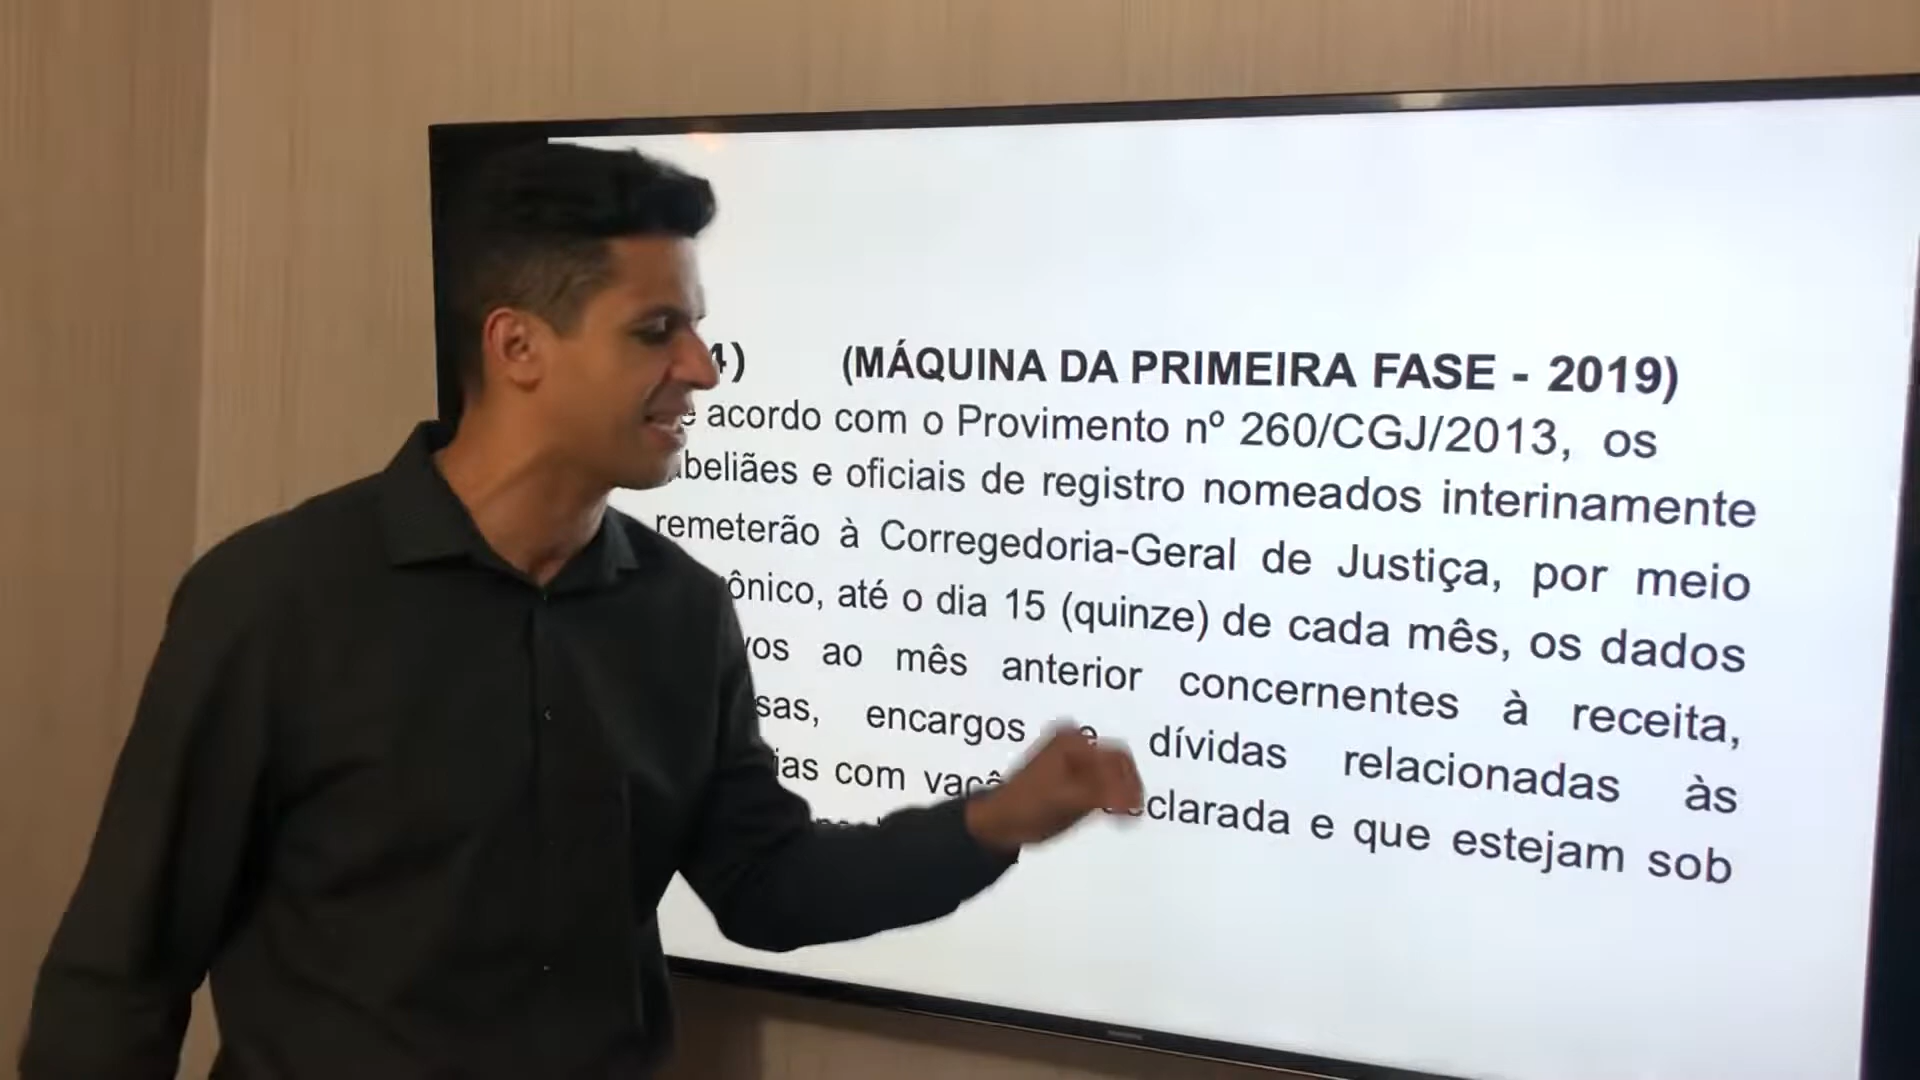 4) (MÁQUINA DA PRIMEIRA FASE - 2019)
acordo com o Provimento nº 260/CGJ/2013, os
beliães e oficiais de registro nomeados interinamente
remeterão à Corregedoria-Geral de Justiça, por meio
ônico, até o dia 15 (quinze) de cada mês, os dados
vos ao mês anterior concernentes à receita,
sas, encargos e dívidas relacionadas às
ias com vacê clarada e que estejam sob